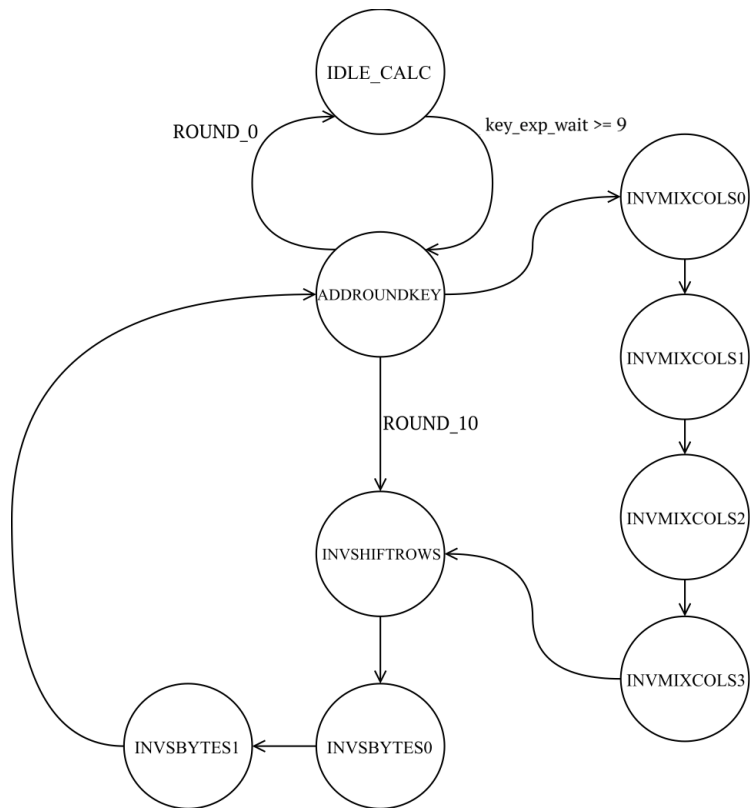 IDLE_CALC
ROUND_0
key_exp_wait >= 9
INVMIXCOLS0
ADDROUNDKEY
INVMIXCOLS1
ROUND_10
INVMIXCOLS2
INVSHIFTROWS
INVMIXCOLS3
INVSBYTES1
INVSBYTES0